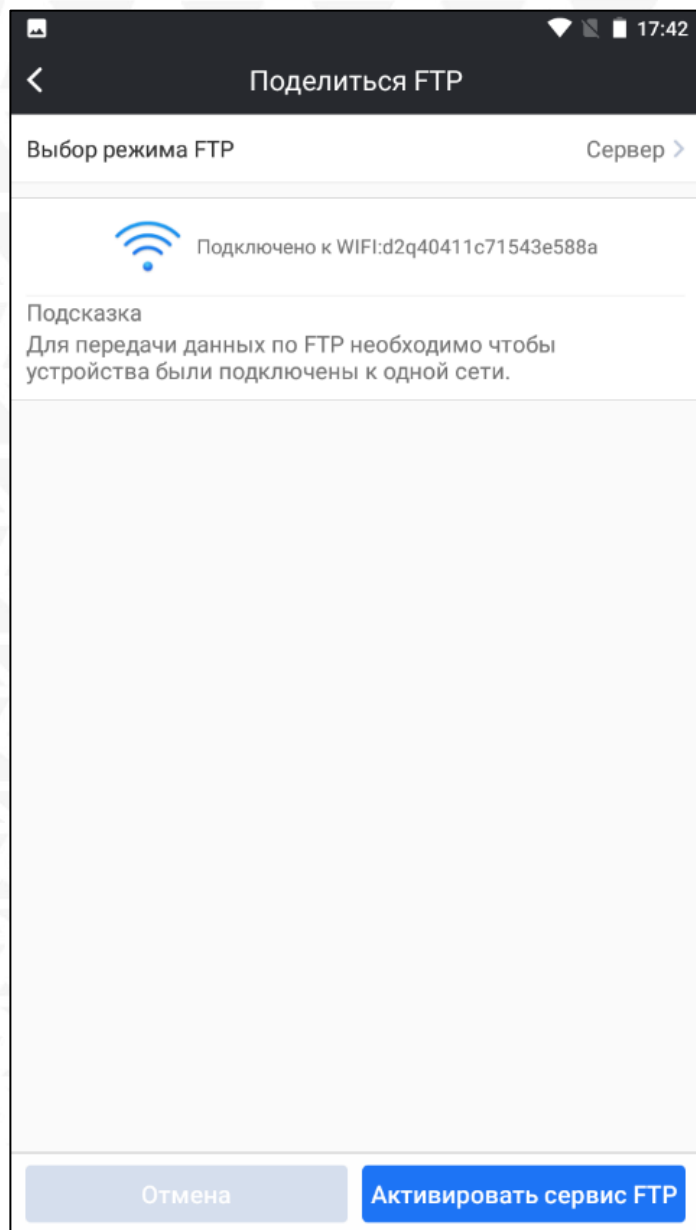 17:42
Поделиться FTP
Выбор режима FTP
Сервер
Подключено к WIFI:d2q40411c71543e588a
Подсказка
Для передачи данных по FTP необходимо чтобы
устройства были подключены к одной сети.
Отмена
Активировать сервис FTP